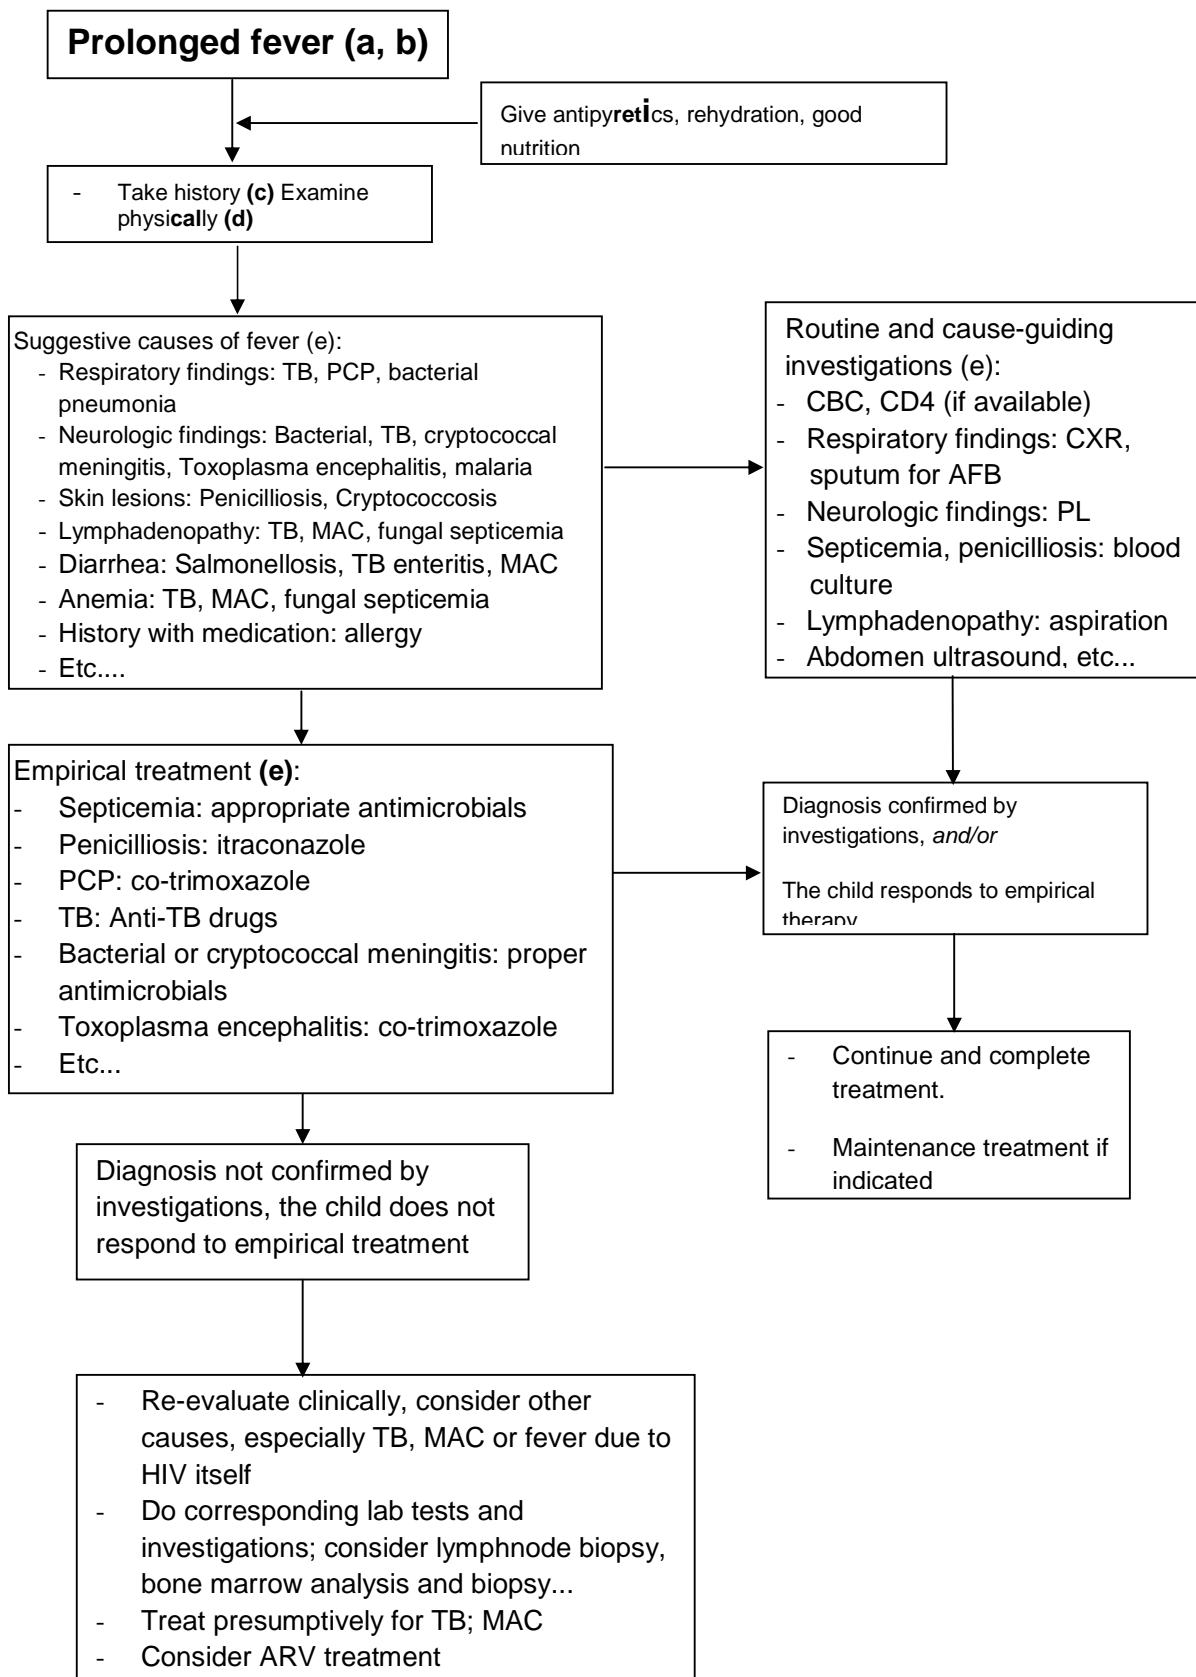 Prolonged fever (a, b)
Give antipyretics, rehydration, good
nutrition
- Take history (c) Examine
physically (d)
Suggestive causes of fever (e):
- Respiratory findings: TB, PCP, bacterial
pneumonia
- Neurologic findings: Bacterial, TB, cryptococcal
meningitis, Toxoplasma encephalitis, malaria
- Skin lesions: Penicilliosis, Cryptococcosis
- Lymphadenopathy: TB, MAC, fungal septicemia
- Diarrhea: Salmonellosis, TB enteritis, MAC
- Anemia: TB, MAC, fungal septicemia
- History with medication: allergy
- Etc....
Routine and cause-guiding
investigations (e):
- CBC, CD4 (if available)
- Respiratory findings: CXR,
sputum for AFB
- Neurologic findings: PL
- Septicemia, penicilliosis: blood
culture
- Lymphadenopathy: aspiration
- Abdomen ultrasound, etc...
Empirical treatment (e):
- Septicemia: appropriate antimicrobials
- Penicilliosis: itraconazole
- PCP: co-trimoxazole
- TB: Anti-TB drugs
- Bacterial or cryptococcal meningitis: proper
antimicrobials
- Toxoplasma encephalitis: co-trimoxazole
- Etc...
Diagnosis confirmed by
investigations, and/or
The child responds to empirical
therapy
- Continue and complete
treatment.
- Maintenance treatment if
indicated
Diagnosis not confirmed by
investigations, the child does not
respond to empirical treatment
- Re-evaluate clinically, consider other
causes, especially TB, MAC or fever due to
HIV itself
- Do corresponding lab tests and
investigations; consider lymphnode biopsy,
bone marrow analysis and biopsy...
- Treat presumptively for TB; MAC
- Consider ARV treatment